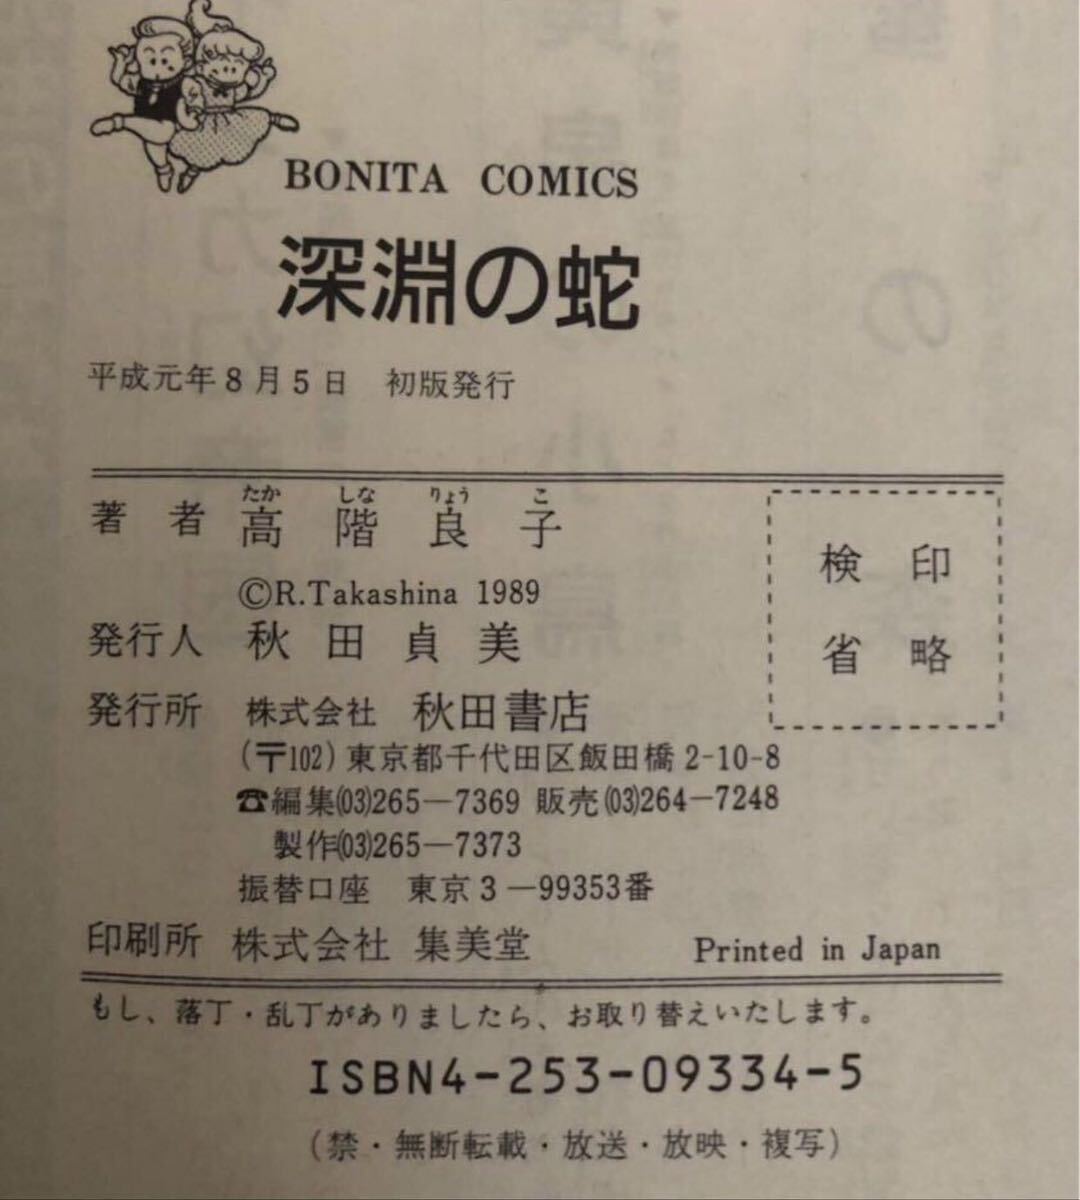 BONITA COMICS
深淵の蛇
平成元年8月5日 初版発行
著者 高階良子
たか しな りょう こ
©R.Takashina 1989
検印
省略
発行人 秋田貞美
発行所 株式会社 秋田書店
(〒102) 東京都千代田区飯田橋2-10-8
☎編集(03)265—7369 販売(03)264—7248
製作(03)265—7373
振替口座 東京3—99353番
印刷所 株式会社 集美堂 Printed in Japan
もし、落丁・乱丁がありましたら、お取り替えいたします。
ISBN4-253-09334-5
(禁・無断転載・放送・放映・複写)